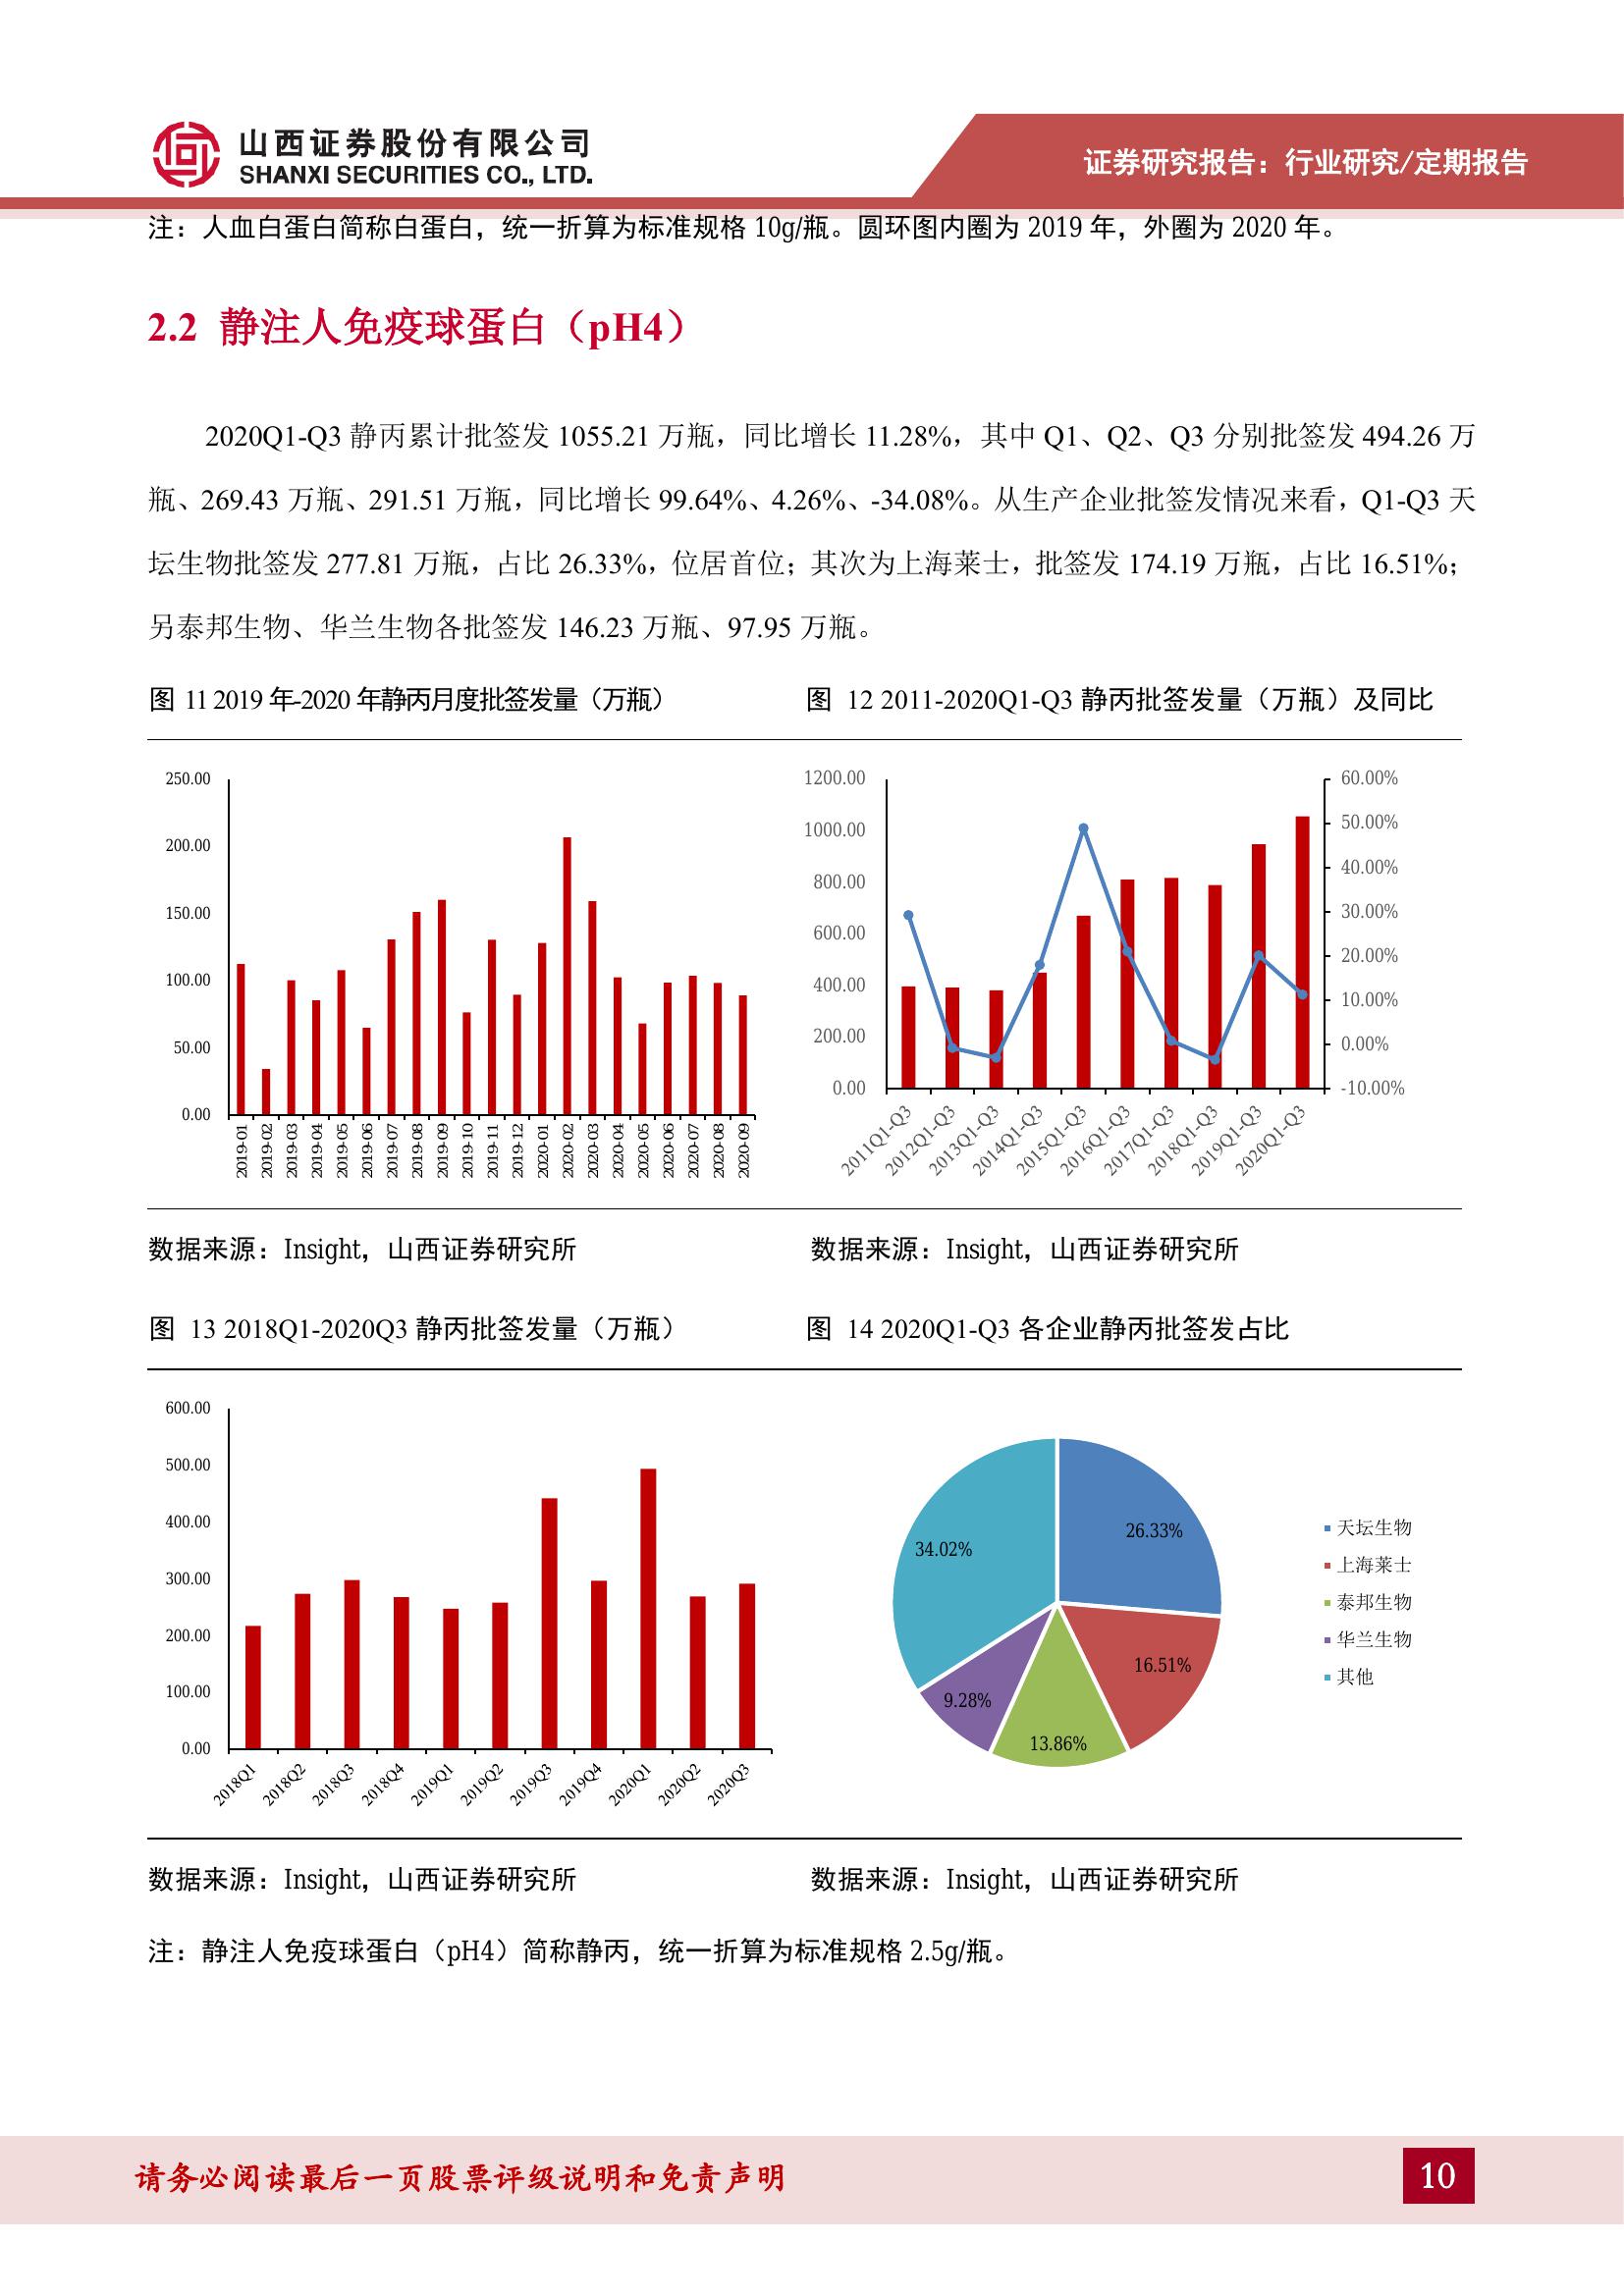 山西证券股份有限公司
SHANXI SECURITIES CO., LTD.
证券研究报告：行业研究/定期报告
注：人血白蛋白简称白蛋白，统一折算为标准规格 10g/瓶。圆环图内圈为 2019 年，外圈为 2020 年。
2.2 静注人免疫球蛋白（pH4）
2020Q1-Q3 静丙累计批签发 1055.21 万瓶，同比增长 11.28%，其中 Q1、Q2、Q3 分别批签发 494.26 万
瓶、269.43 万瓶、291.51 万瓶，同比增长 99.64%、4.26%、-34.08%。从生产企业批签发情况来看，Q1-Q3 天
坛生物批签发 277.81 万瓶，占比 26.33%，位居首位；其次为上海莱士，批签发 174.19 万瓶，占比 16.51%；
另泰邦生物、华兰生物各批签发 146.23 万瓶、97.95 万瓶。
图 11 2019 年-2020 年静丙月度批签发量（万瓶）
250.00
200.00
150.00
100.00
50.00
0.00
2019-01
2019-02
2019-03
2019-04
2019-05
2019-06
2019-07
2019-08
2019-09
2019-10
2019-11
2019-12
2020-01
2020-02
2020-03
2020-04
2020-05
2020-06
2020-07
2020-08
2020-09
数据来源：Insight，山西证券研究所
图 12 2011-2020Q1-Q3 静丙批签发量（万瓶）及同比
1200.00
1000.00
800.00
600.00
400.00
200.00
0.00
60.00%
50.00%
40.00%
30.00%
20.00%
10.00%
0.00%
-10.00%
2011Q1-Q3
2012Q1-Q3
2013Q1-Q3
2014Q1-Q3
2015Q1-Q3
2016Q1-Q3
2017Q1-Q3
2018Q1-Q3
2019Q1-Q3
2020Q1-Q3
数据来源：Insight，山西证券研究所
图 13 2018Q1-2020Q3 静丙批签发量（万瓶）
600.00
500.00
400.00
300.00
200.00
100.00
0.00
2018Q1
2018Q2
2018Q3
2018Q4
2019Q1
2019Q2
2019Q3
2019Q4
2020Q1
2020Q2
2020Q3
数据来源：Insight，山西证券研究所
图 14 2020Q1-Q3 各企业静丙批签发占比
26.33%
16.51%
13.86%
9.28%
34.02%
天坛生物
上海莱士
泰邦生物
华兰生物
其他
数据来源：Insight，山西证券研究所
注：静注人免疫球蛋白（pH4）简称静丙，统一折算为标准规格 2.5g/瓶。
请务必阅读最后一页股票评级说明和免责声明
10